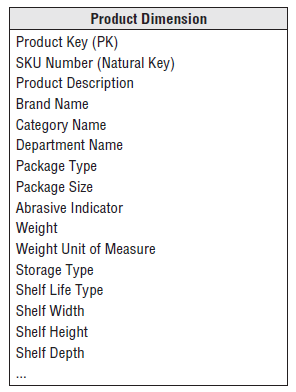 Product Dimension
Product Key (PK)
SKU Number (Natural Key)
Product Description
Brand Name
Category Name
Department Name
Package Type
Package Size
Abrasive Indicator
Weight
Weight Unit of Measure
Storage Type
Shelf Life Type
Shelf Width
Shelf Height
Shelf Depth
...